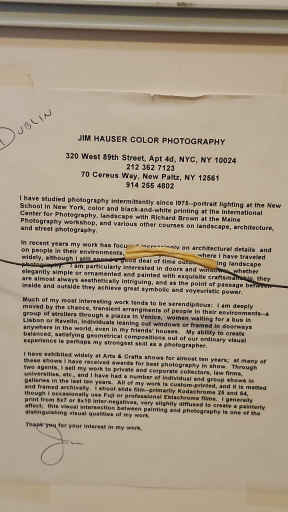 DUBLIN
JIM HAUSER COLOR PHOTOGRAPHY
320 West 89th Street, Apt 4d, NYC, NY 10024
212 362 7123
70 Cereus Way, New Paltz, NY 12561
914 255 4802
I have studied photography intermittently since 1975--portrait lighting at the New
School in New York, color and black-and-white printing at the International
Center for Photography, landscape with Richard Brown at the Maine
Photography workshop, and various other courses on landscape, architecture,
and street photography.
In recent years my work has focused increasingly on architectural details and
on people in their environments, where I have traveled
widely, although I still spend a good deal of time doing landscape
photography. I am particularly interested in doors and windows, whether
elegantly simple or ornamented and painted with exquisite craftsmanship, they
are almost always aesthetically intriguing, and as the point of passage between
inside and outside they achieve great symbolic and voyeuristic power.
Much of my most interesting work tends to be serendipitous: I am deeply
moved by the chance, transient arrangements of people in their environments--a
group of strollers through a piazza in Venice, women waiting for a bus in
Lisbon or Ravello, individuals leaning out windows or framed in doorways
anywhere in the world, even in my friends' houses. My ability to create
balanced, satisfying geometrical compositions out of our ordinary visual
experience is perhaps my strongest skill as a photographer.
I have exhibited widely at Arts & Crafts shows for almost ten years; at many of
these shows I have received awards for best photography in show. Through
two agents, I sell my work to private and corporate collectors, law firms,
universities, etc., and I have had a number of individual and group shows in
galleries in the last ten years. All of my work is custom-printed, and it is matted
and framed archivally. I shoot slide film--primarily Kodachrome 25 and 64,
though I occasionally use Fuji or professional Ektachrome films. I generally
print from 5x7 or 8x10 inter-negatives, very slightly diffused to create a painterly
effect; this visual intersection between painting and photography is one of the
distinguishing visual qualities of my work.
Thank you for your interest in my work.
Jim